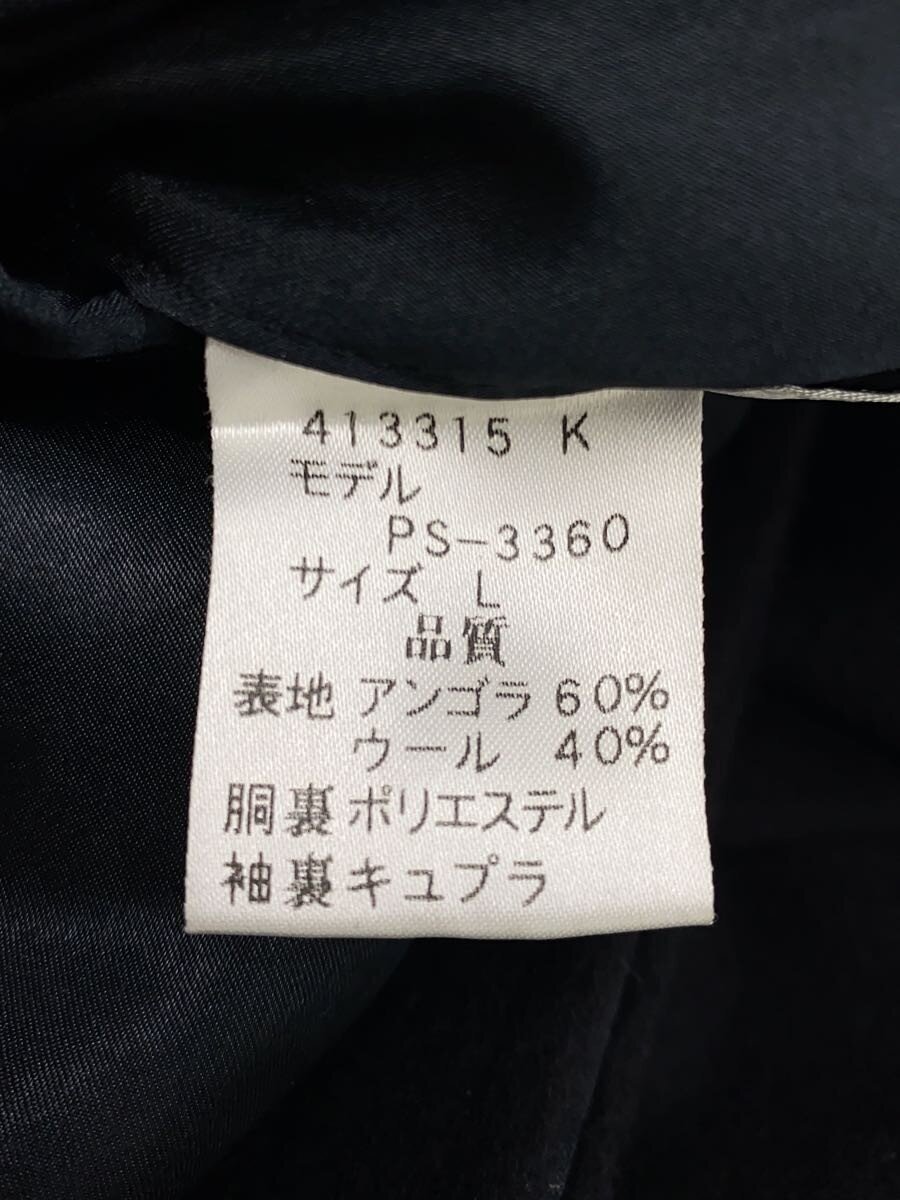 413315 K
モデル
PS-3360
サイズ L
品質
表地 アンゴラ 60%
ウール 40%
胴裏 ポリエステル
袖裏 キュプラ